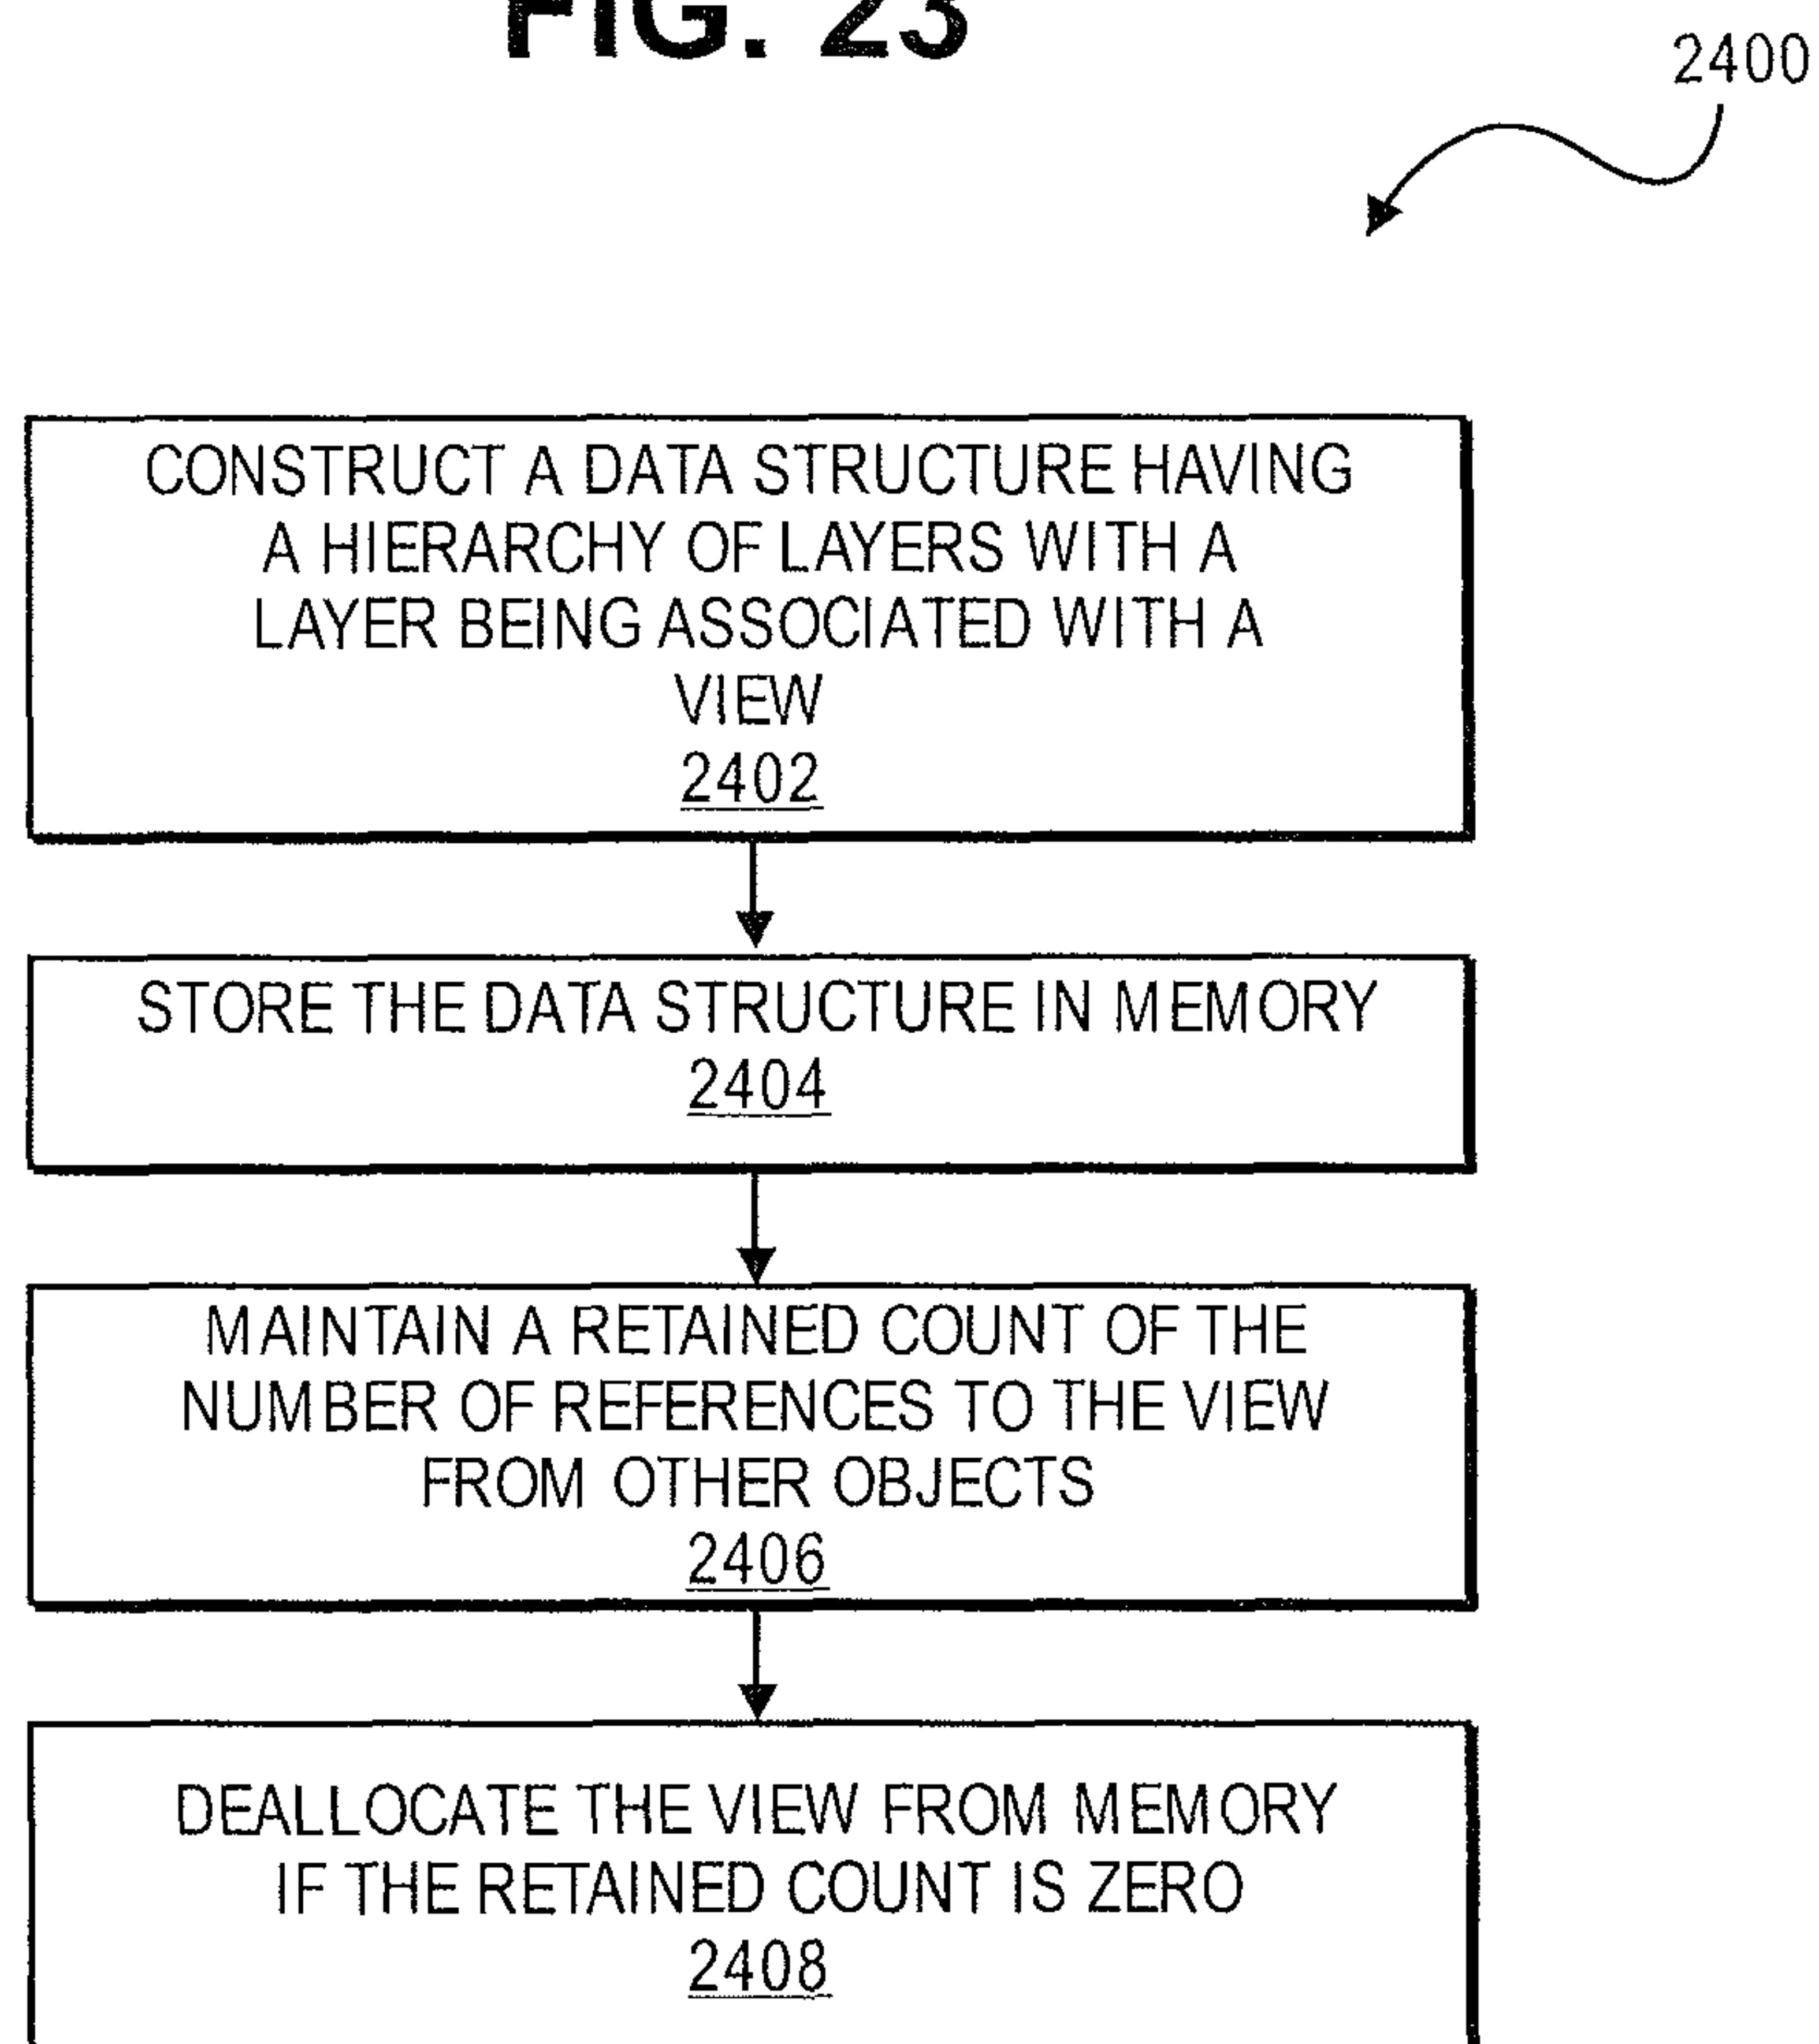 FIG. 23
2400
CONSTRUCT A DATA STRUCTURE HAVING
A HIERARCHY OF LAYERS WITH A
LAYER BEING ASSOCIATED WITH A
VIEW
2402
STORE THE DATA STRUCTURE IN MEMORY
2404
MAINTAIN A RETAINED COUNT OF THE
NUMBER OF REFERENCES TO THE VIEW
FROM OTHER OBJECTS
2406
DEALLOCATE THE VIEW FROM MEMORY
IF THE RETAINED COUNT IS ZERO
2408